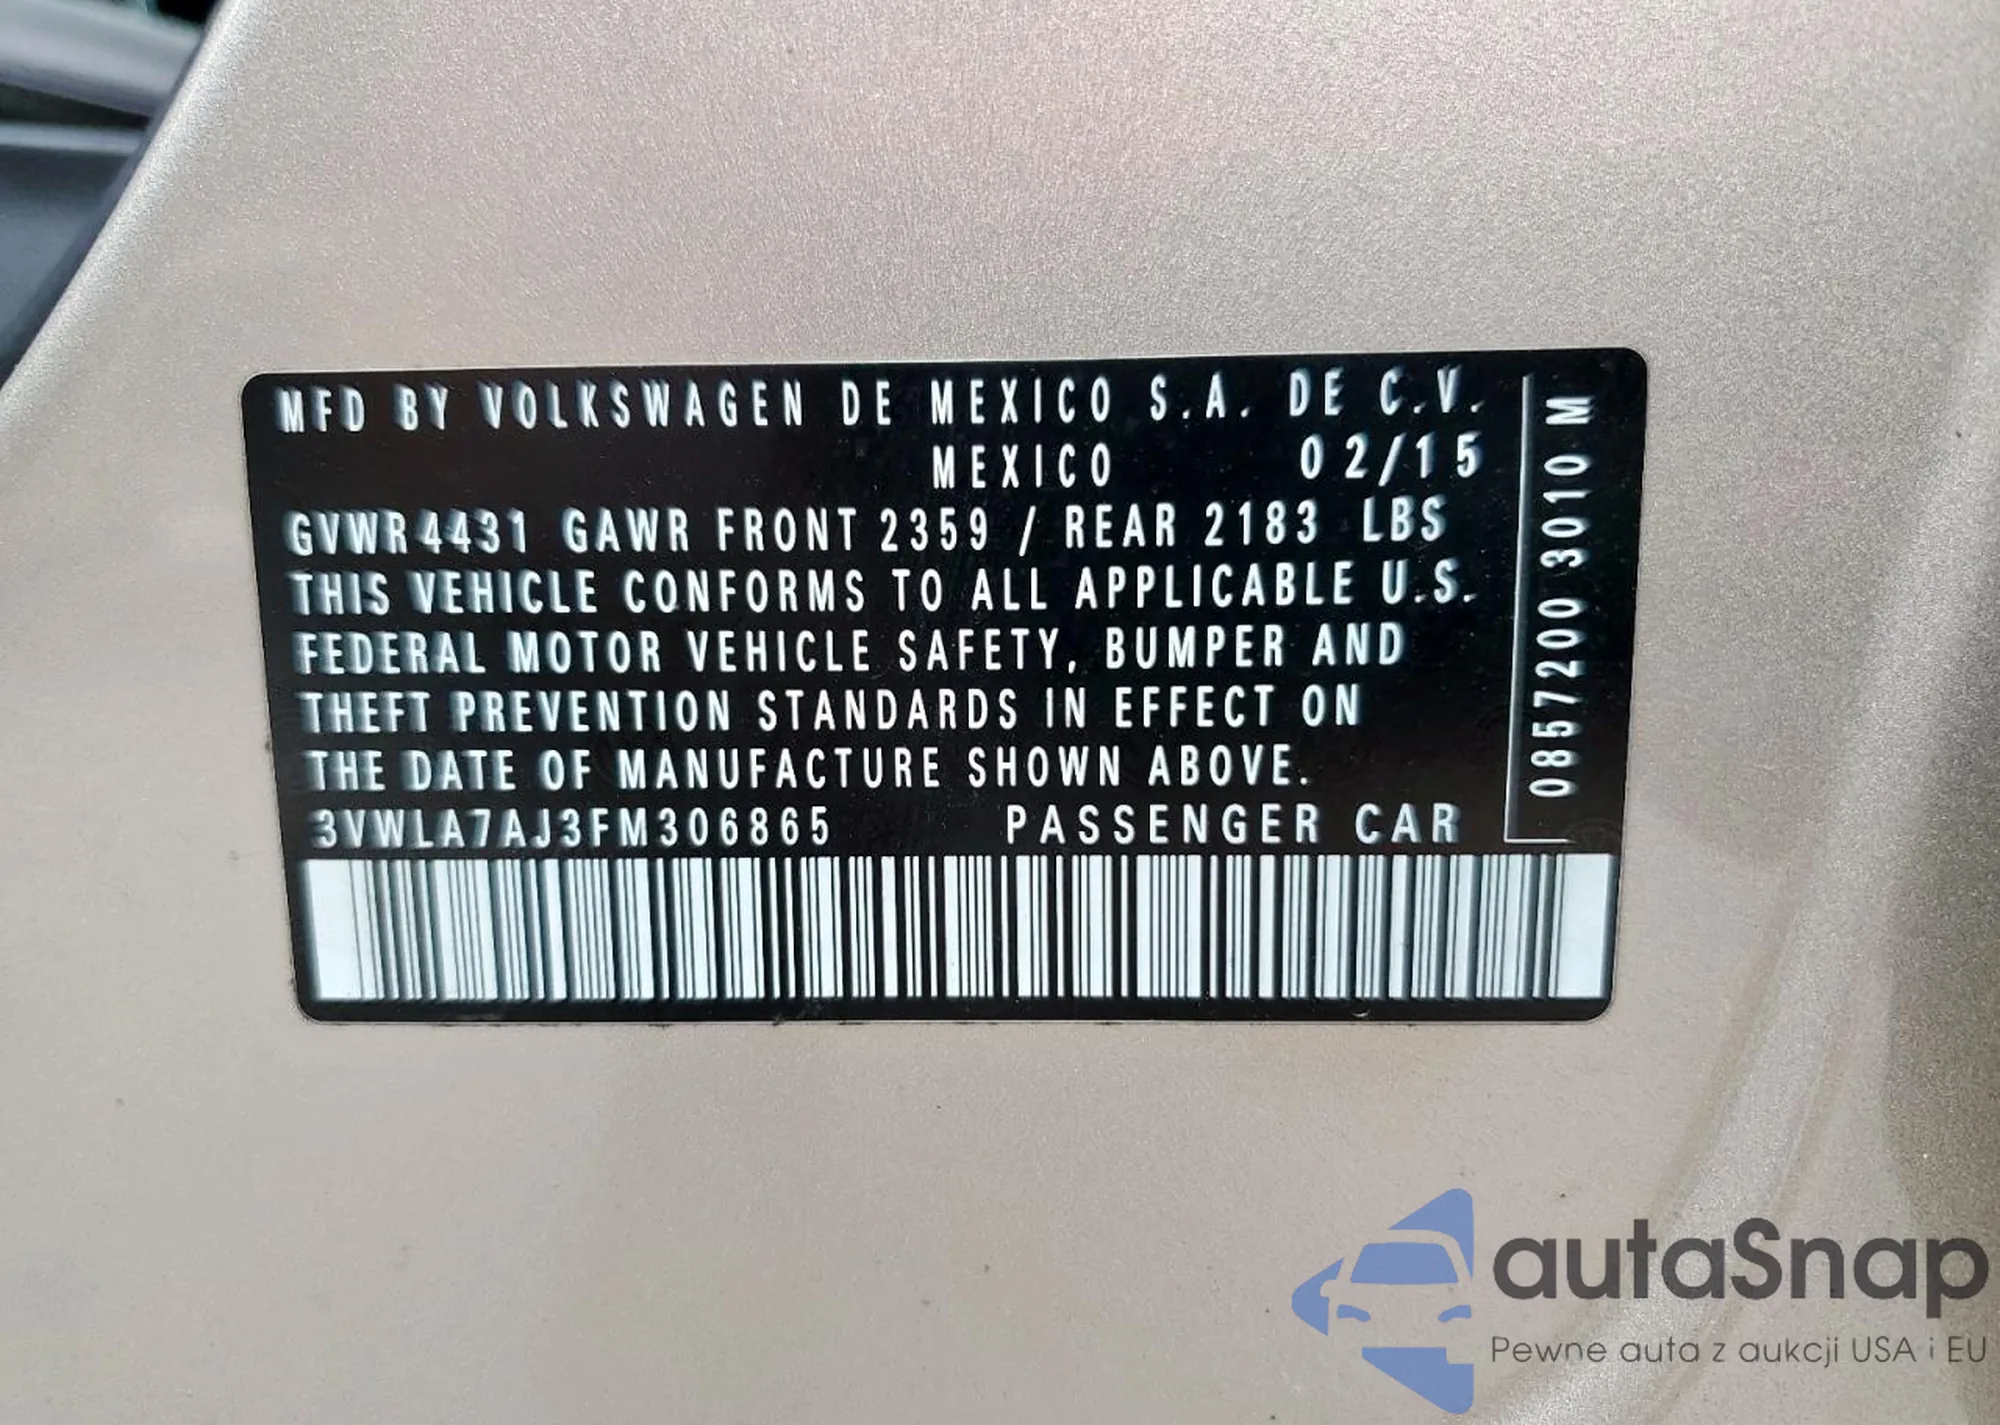 MFD BY VOLKSWAGEN DE MEXICO S.A. DE C.V.
MEXICO 02/15
GVWR 4431 GAWR FRONT 2359 / REAR 2183 LBS
THIS VEHICLE CONFORMS TO ALL APPLICABLE U.S.
FEDERAL MOTOR VEHICLE SAFETY, BUMPER AND
THEFT PREVENTION STANDARDS IN EFFECT ON
THE DATE OF MANUFACTURE SHOWN ABOVE.
3VWLA7AJ3FM306865 PASSENGER CAR
0857200 3010 M
autaSnap
Pewne auta z aukcji USA i EU